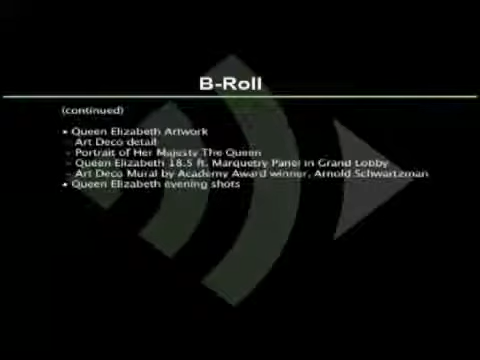 B-Roll
(continued)
• Queen Elizabeth Artwork
- Art Deco detail
- Portrait of Her Majesty The Queen
- Queen Elizabeth 18.5 ft. Marquetry Panel in Grand Lobby
- Art Deco Mural by Academy Award winner, Arnold Schwartzman
• Queen Elizabeth evening shots